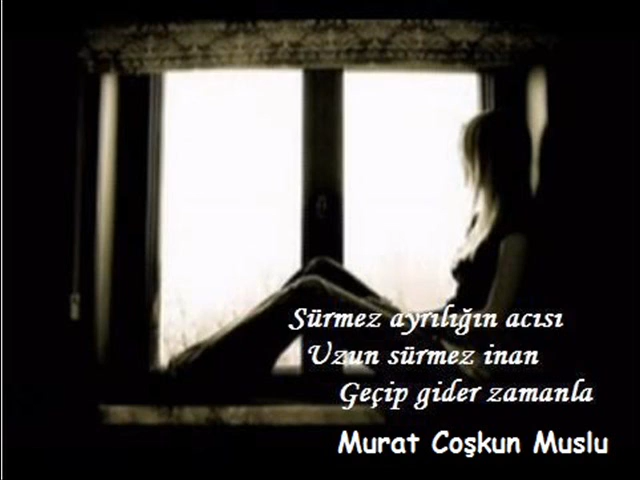 Sürmez ayrılığın acısı
Uzun sürmez inan
Geçip gider zamanla
Murat Coşkun Muslu